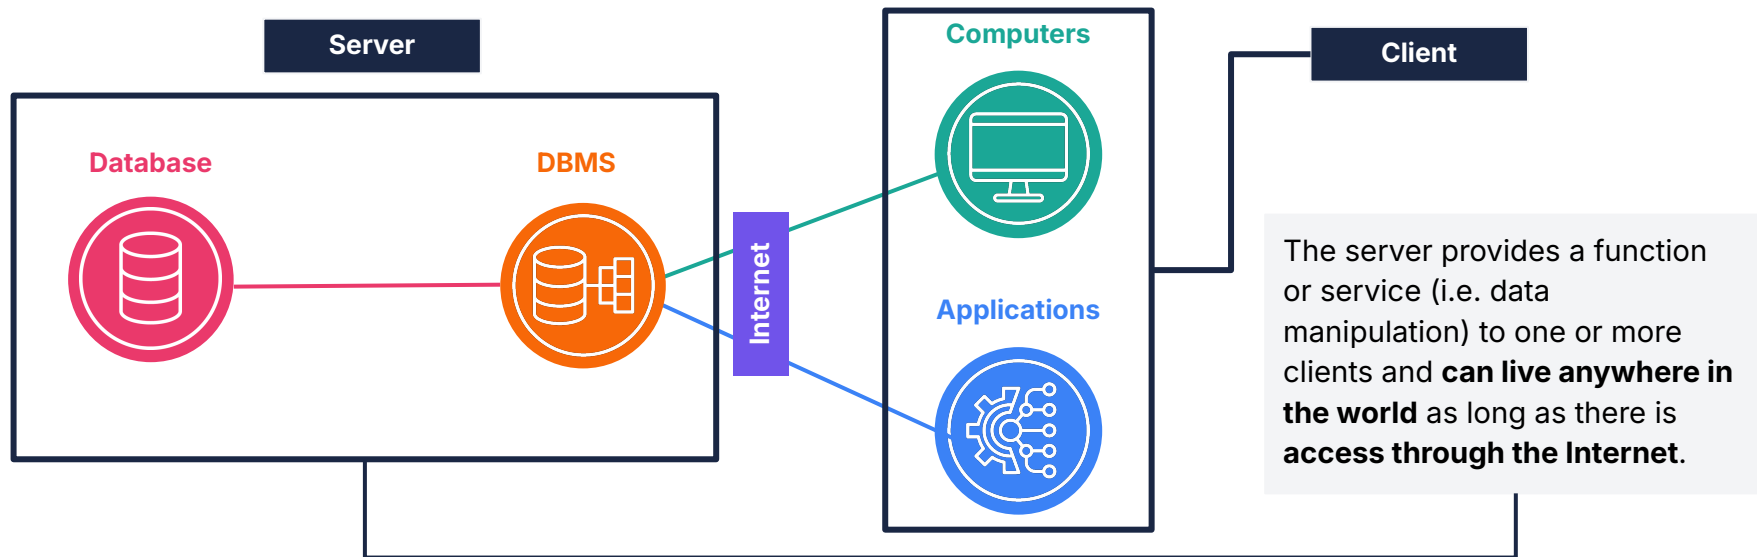 Server
Database
DBMS
Internet
Computers
Applications
Client
The server provides a function
or service (i.e. data
manipulation) to one or more
clients and can live anywhere in
the world as long as there is
access through the Internet.